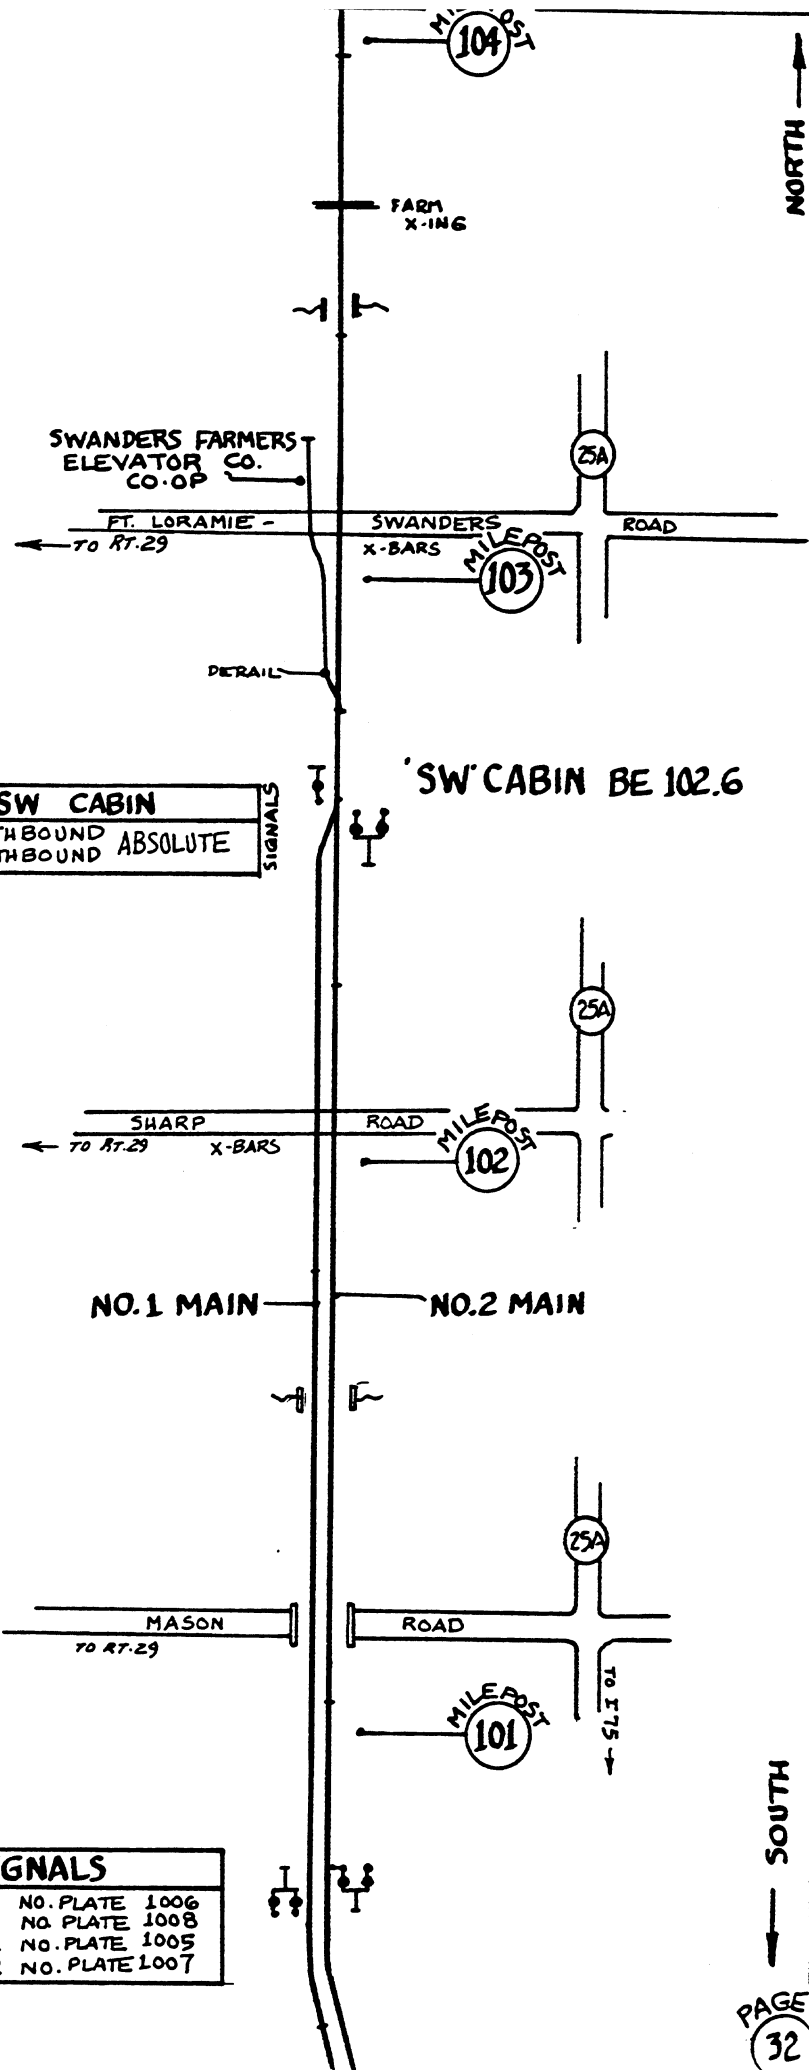 MILEPOST
104
NORTH
FARM
X-ING
SWANDERS FARMERS
ELEVATOR CO.
CO-OP
25A
FT. LORAMIE - SWANDERS ROAD
TO RT.29
X-BARS
MILEPOST
103
DERAIL
'SW' CABIN BE 102.6
SW CABIN
THBOUND
THBOUND
ABSOLUTE
SIGNALS
25A
SHARP ROAD
TO RT.29
X-BARS
MILEPOST
102
NO.1 MAIN
NO.2 MAIN
25A
MASON ROAD
TO RT.29
TO I75
MILEPOST
101
SOUTH
GNALS
NO. PLATE 1006
NO. PLATE 1008
NO. PLATE 1005
NO. PLATE 1007
PAGE
32